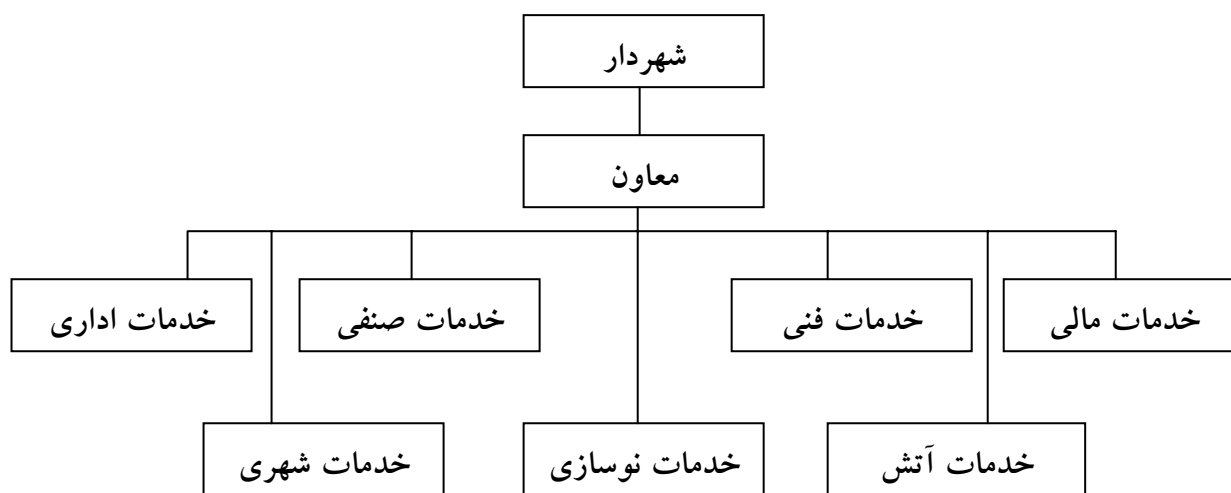 شهردار
معاون
خدمات مالی
خدمات فنی
خدمات صنفی
خدمات اداری
خدمات آتش
خدمات نوسازی
خدمات شهری